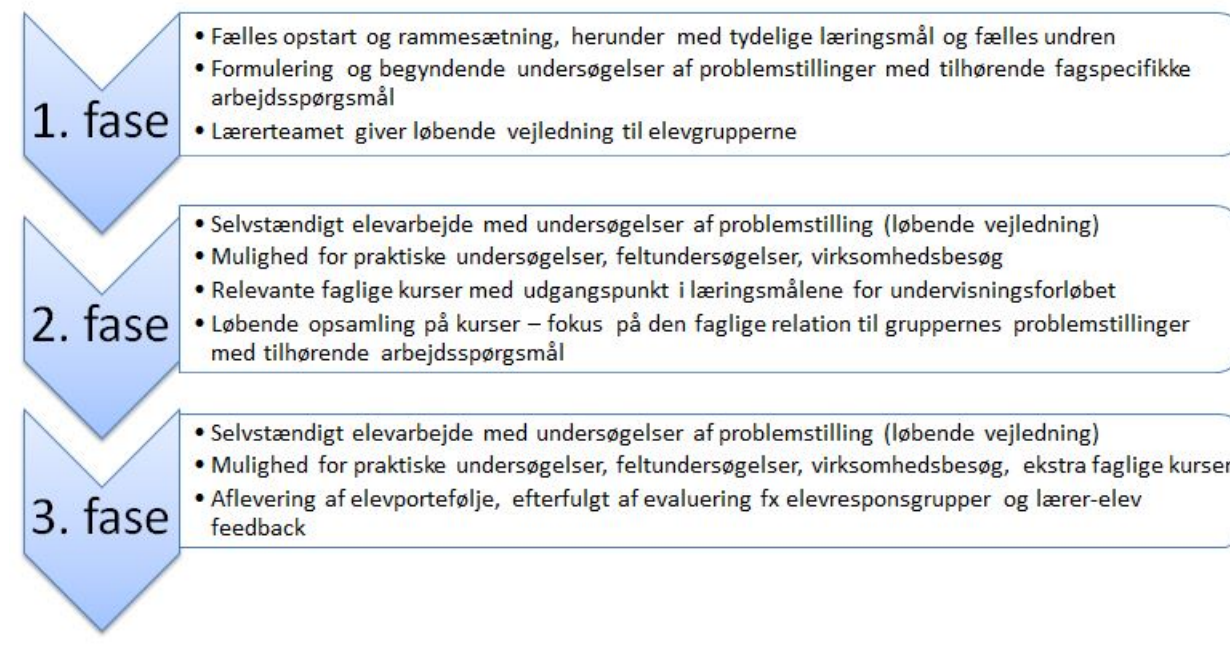 1. fase
• Fælles opstart og rammesætning, herunder med tydelige læringsmål og fælles undren
• Formulering og begyndende undersøgelser af problemstillinger med tilhørende fagspecifikke
arbejdsspørgsmål
• Lærerteamet giver løbende vejledning til elevgrupperne
2. fase
• Selvstændigt elevarbejde med undersøgelser af problemstilling (løbende vejledning)
• Mulighed for praktiske undersøgelser, feltundersøgelser, virksomhedsbesøg
• Relevante faglige kurser med udgangspunkt i læringsmålene for undervisningsforløbet
• Løbende opsamling på kurser – fokus på den faglige relation til gruppernes problemstillinger
med tilhørende arbejdsspørgsmål
3. fase
• Selvstændigt elevarbejde med undersøgelser af problemstilling (løbende vejledning)
• Mulighed for praktiske undersøgelser, feltundersøgelser, virksomhedsbesøg, ekstra faglige kurser
• Aflevering af elevportefølje, efterfulgt af evaluering fx elevresponsgrupper og lærer-elev
feedback